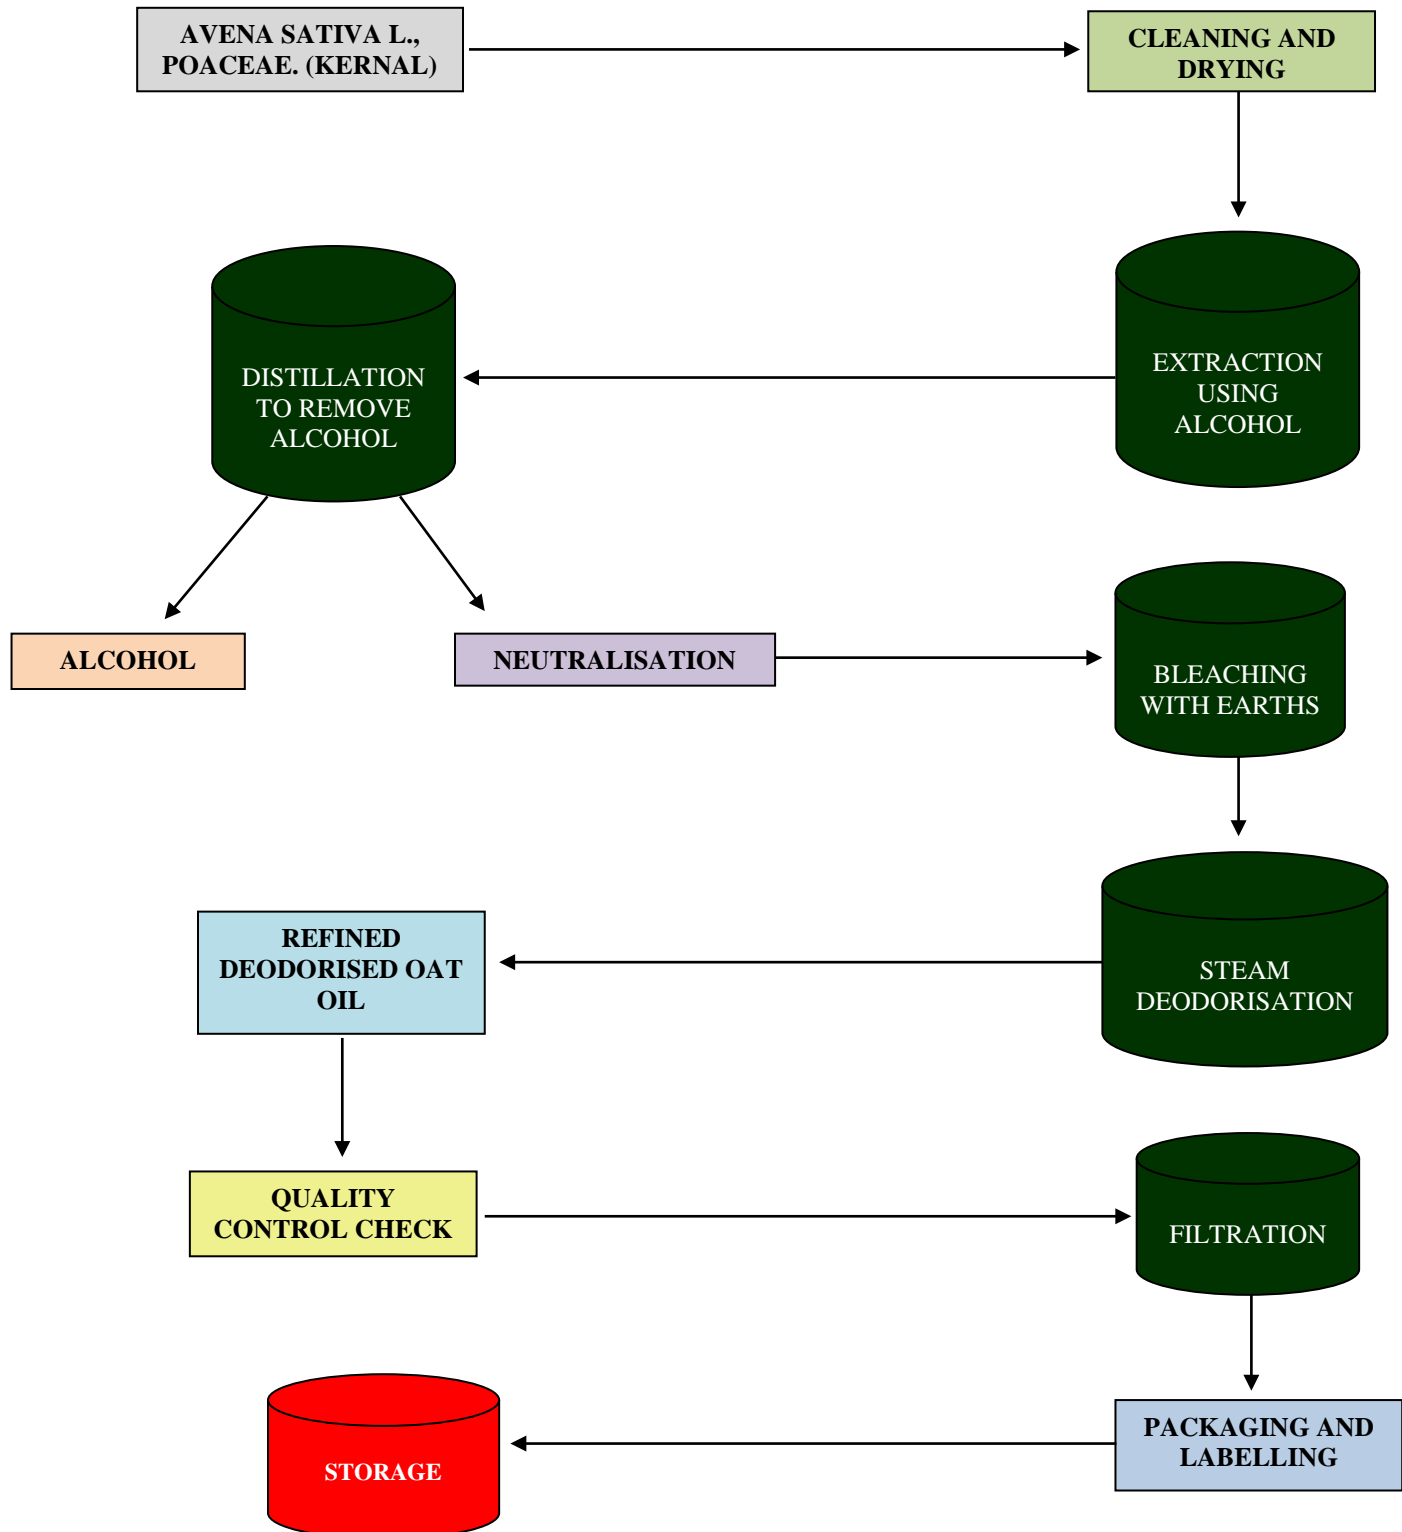 AVENA SATIVA L.,
POACEAE. (KERNAL)
CLEANING AND
DRYING
EXTRACTION
USING
ALCOHOL
DISTILLATION
TO REMOVE
ALCOHOL
ALCOHOL
NEUTRALISATION
BLEACHING
WITH EARTHS
STEAM
DEODORISATION
REFINED
DEODORISED OAT
OIL
QUALITY
CONTROL CHECK
FILTRATION
PACKAGING AND
LABELLING
STORAGE